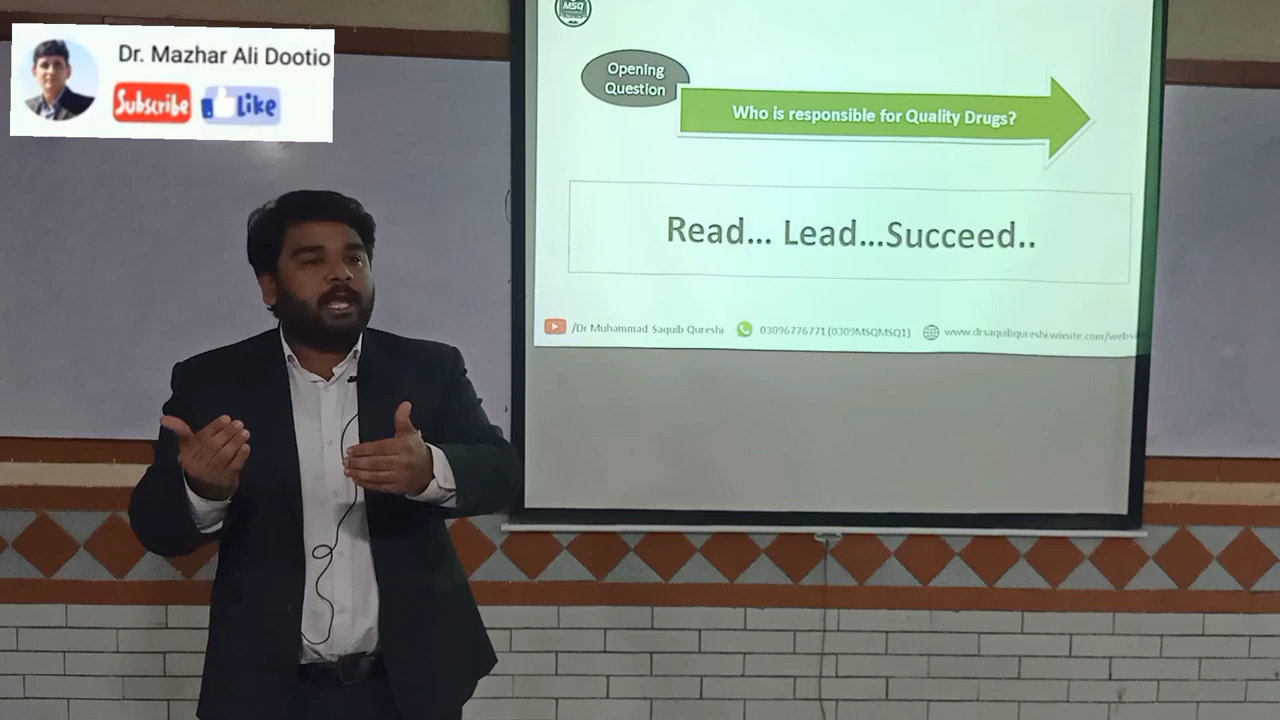 Dr. Mazhar Ali Dootio
Subscribe
Like
MSQ
Opening
Question
Who is responsible for Quality Drugs?
Read... Lead...Succeed..
/Dr Muhammad Saquib Qureshi
03096776771 (0309MSQMSQ1)
www.drsaquibqureshi.wixsite.com/webs